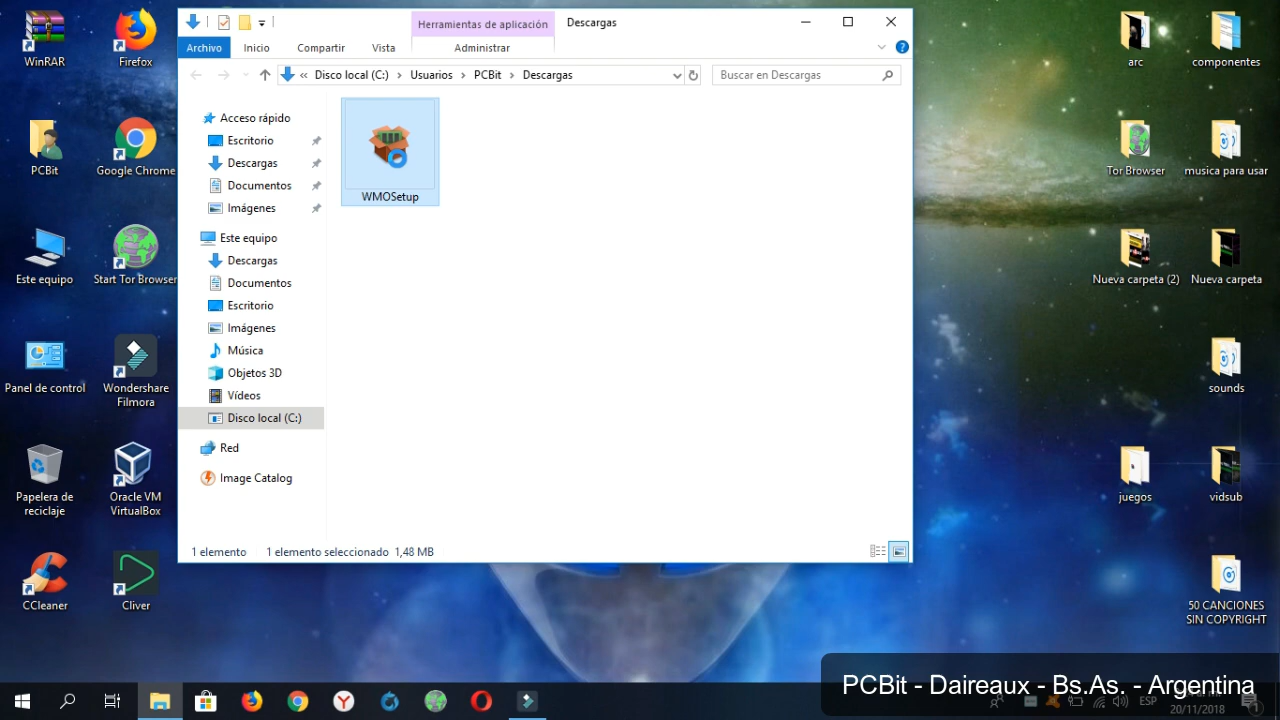 WinRAR
Firefox
PCBit
Google Chrome
Este equipo
Start Tor Browser
Panel de control
Wondershare
Filmora
Papelera de
reciclaje
Oracle VM
VirtualBox
CCleaner
Cliver
Herramientas de aplicación
Descargas
Archivo
Inicio
Compartir
Vista
Administrar
« Disco local (C:) › Usuarios › PCBit › Descargas
Buscar en Descargas
Acceso rápido
Escritorio
Descargas
Documentos
Imágenes
Este equipo
Descargas
Documentos
Escritorio
Imágenes
Música
Objetos 3D
Vídeos
Disco local (C:)
Red
Image Catalog
WMOSetup
1 elemento
1 elemento seleccionado 1,48 MB
arc
componentes
Tor Browser
musica para usar
Nueva carpeta (2)
Nueva carpeta
sounds
juegos
vidsub
50 CANCIONES
SIN COPYRIGHT
PCBit - Daireaux - Bs.As. - Argentina
ESP
20/11/2018